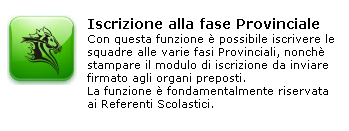 Iscrizione alla fase Provinciale
Con questa funzione è possibile iscrivere le
squadre alle varie fasi Provinciali, nonchè
stampare il modulo di iscrizione da inviare
firmato agli organi preposti.
La funzione è fondamentalmente riservata
ai Referenti Scolastici.